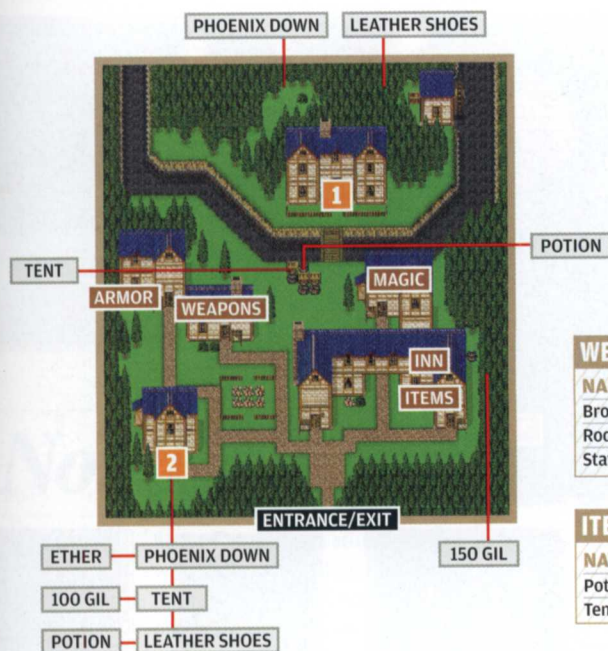 PHOENIX DOWN LEATHER SHOES
1
POTION
TENT
ARMOR
MAGIC
WEAPONS
INN
ITEMS
2
ENTRANCE/EXIT
ETHER PHOENIX DOWN
150 GIL
100 GIL TENT
POTION LEATHER SHOES